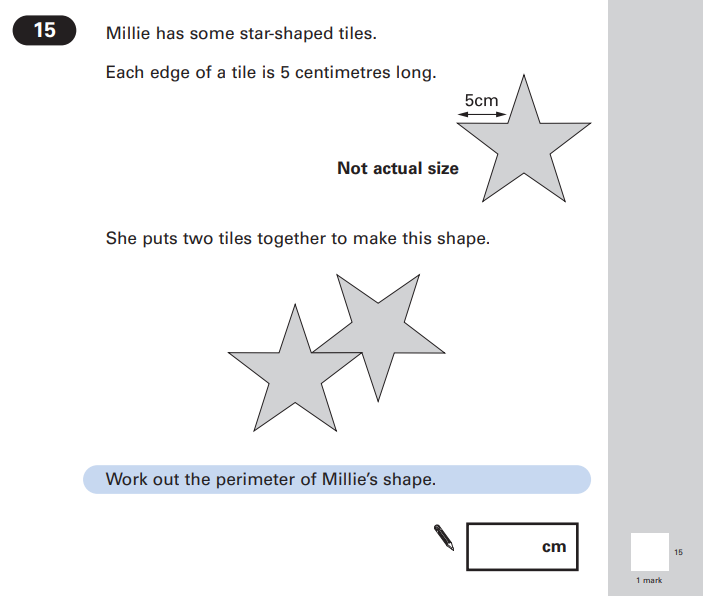 15
Millie has some star-shaped tiles.
Each edge of a tile is 5 centimetres long.
5cm
Not actual size
She puts two tiles together to make this shape.
Work out the perimeter of Millie’s shape.
cm
15
1 mark